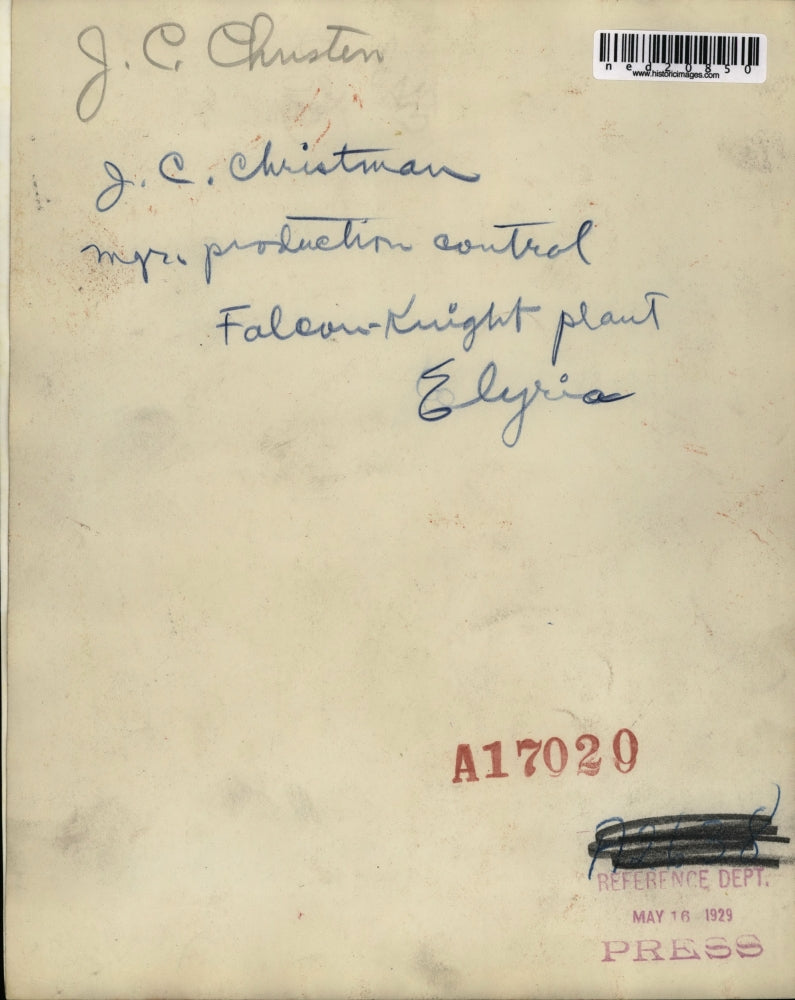 J. C. Christen
ned20850
www.historicimages.com
J. C. Christman
mgr. production control
Falcon-Knight plant
Elyria
A17020
REFERENCE DEPT.
MAY 16 1929
PRESS